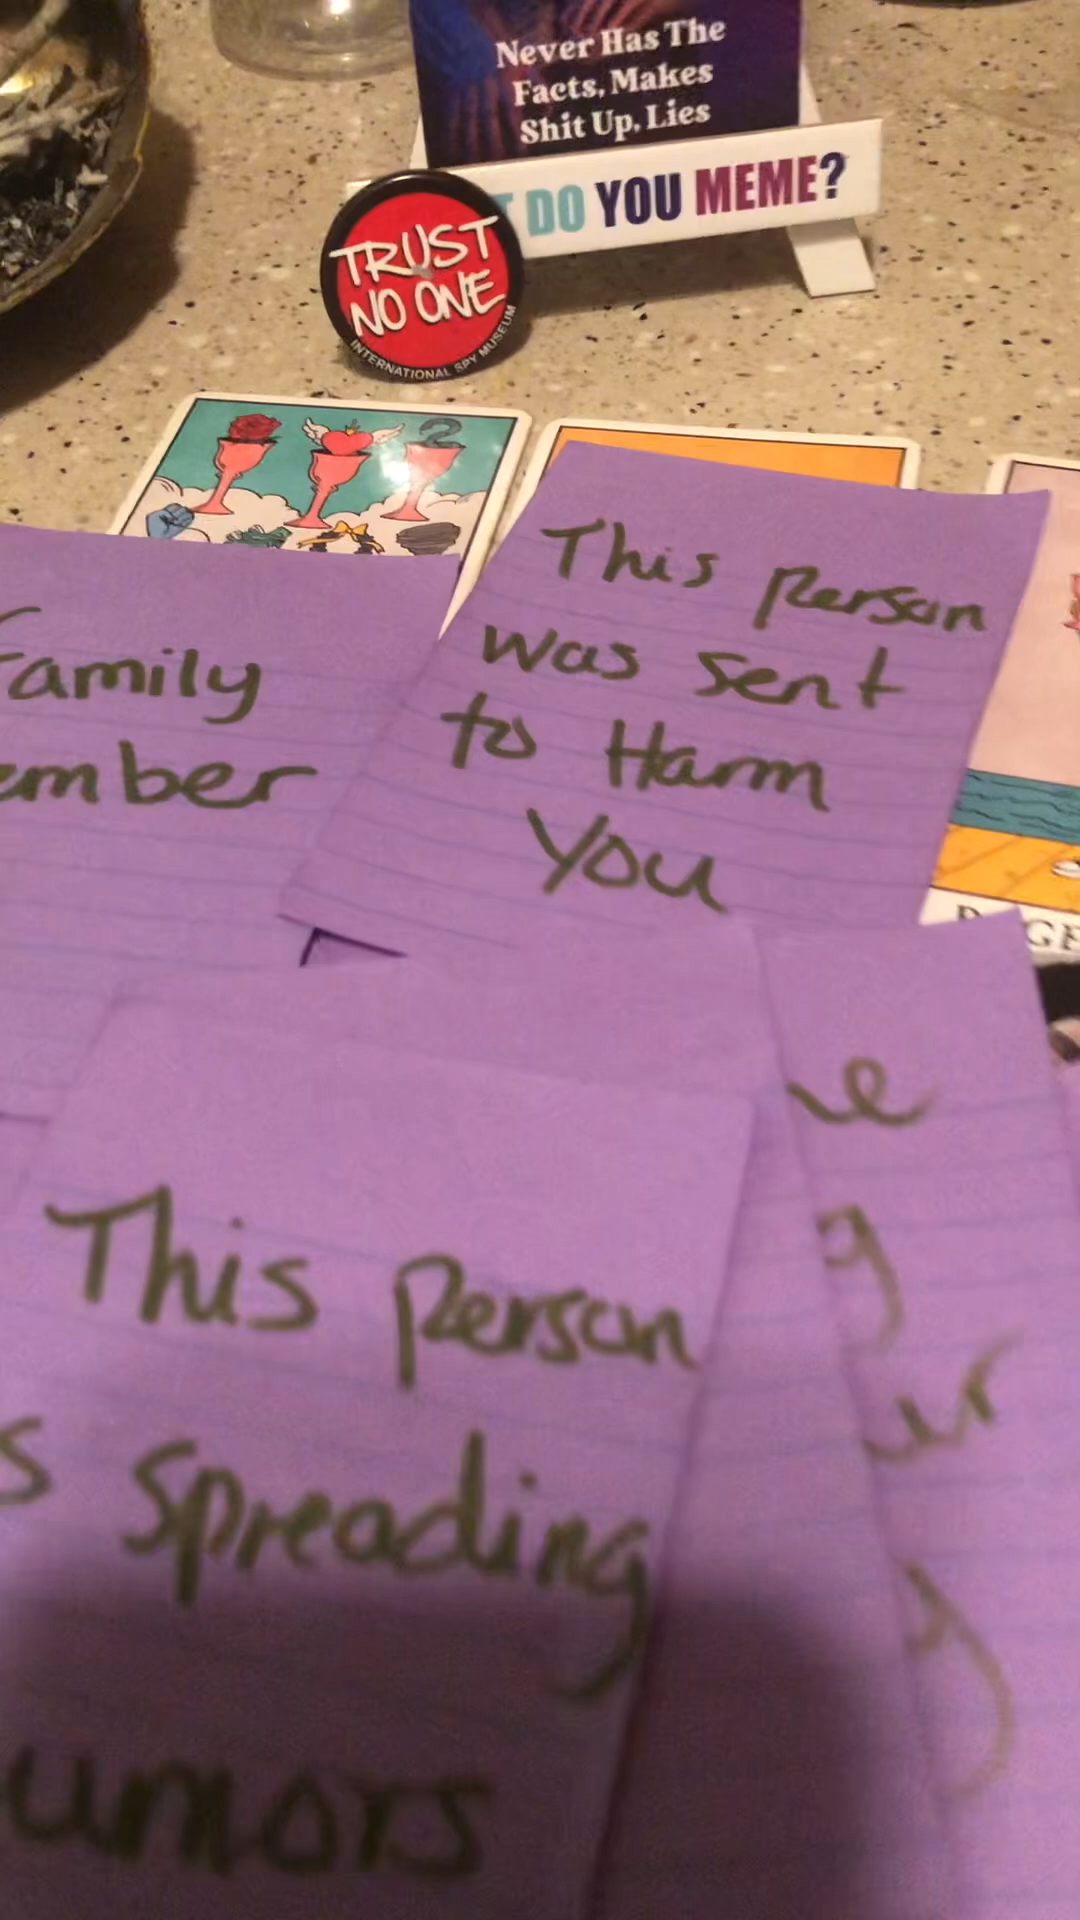 Never Has The
Facts, Makes
Shit Up, Lies
DO YOU MEME?
TRUST
NO ONE
INTERNATIONAL SPY MUSEUM
2
This Person
was sent
to Harm
You
Family
ember
This Person
s spreading
umors